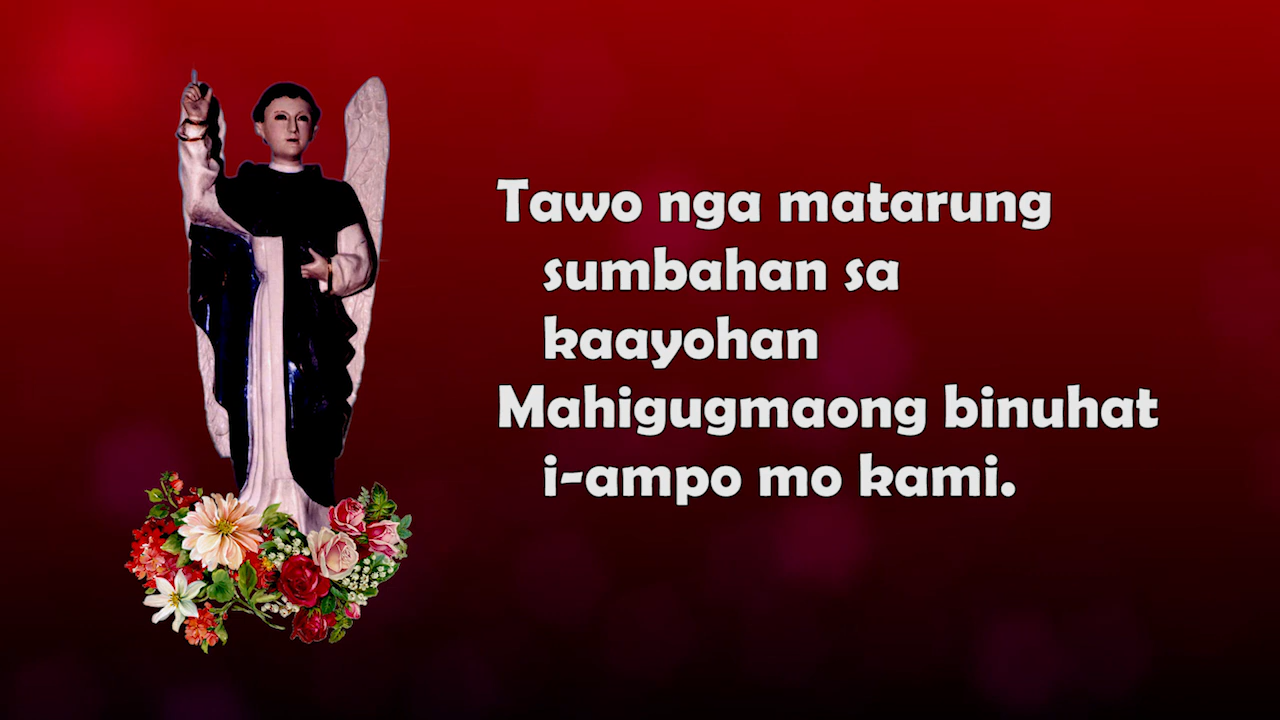 Tawo nga matarung
sumbahan sa
kaayohan
Mahigugmaong binuhat
i-ampo mo kami.